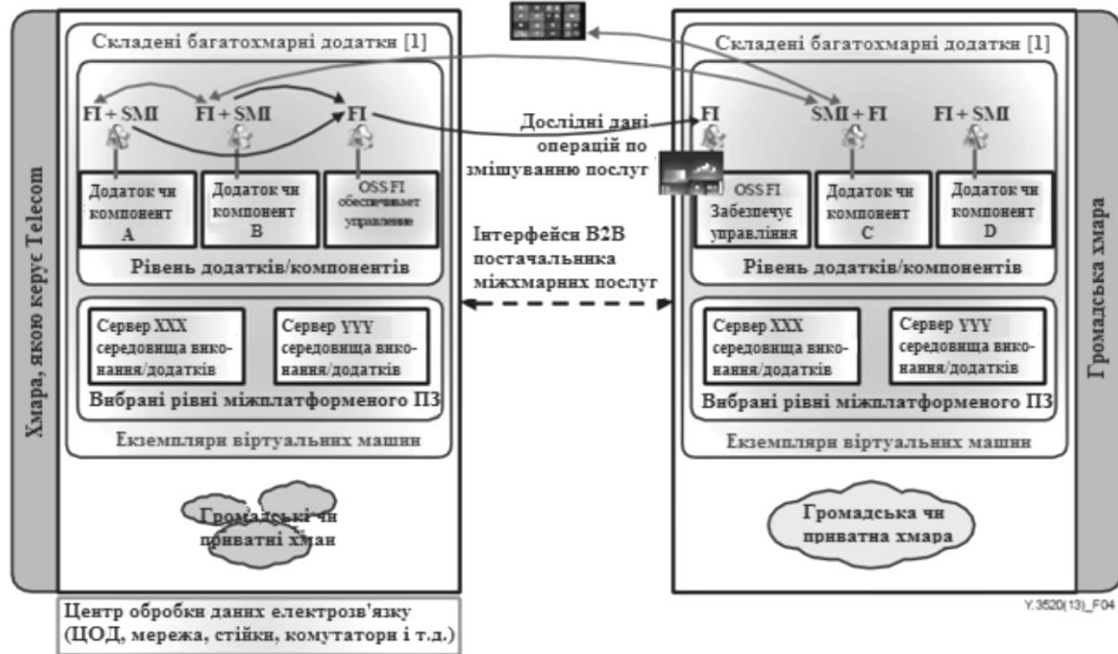 Хмара, якою керує Telecom
Складені багатохмарні додатки [1]
FI + SMI
FI + SMI
FI
Додаток чи
компонент
A
Додаток чи
компонент
B
OSS FI
обеспечивает
управление
Рівень додатків/компонентів
Сервер XXX
середовища вико-
нання/додатків
Сервер YYY
середовища вико-
нання/додатків
Вибрані рівні міжплатформеного ПЗ
Екземпляри віртуальних машин
Громадські чи
приватні хман
Центр обробки даних електрозв'язку
(ЦОД, мережа, стійки, комутатори і т.д.)
Дослідні дані
операцій по
змішуванню послуг
Інтерфейси B2B
постачальника
міжхмарних послуг
Складені багатохмарні додатки [1]
FI
SMI + FI
FI + SMI
OSS FI
Забезпечує
управління
Додаток чи
компонент
C
Додаток чи
компонент
D
Рівень додатків/компонентів
Сервер XXX
середовища вико-
нання/додатків
Сервер YYY
середовища вико-
нання/додатків
Вибрані рівні міжплатформеного ПЗ
Екземпляри віртуальних машин
Громадська чи
приватна хмара
Громадська хмара
Y.3520(13)_F04